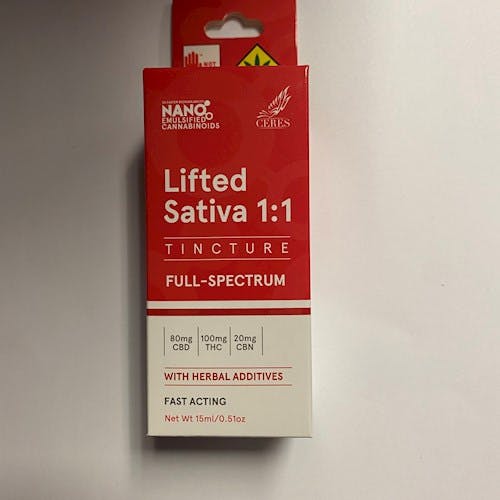 NOT
NANO
EMULSIFIED
CANNABINOIDS
CERES
Lifted
Sativa 1:1
TINCTURE
FULL-SPECTRUM
80mg
CBD
100mg
THC
20mg
CBN
WITH HERBAL ADDITIVES
FAST ACTING
Net Wt 15ml/0.51oz